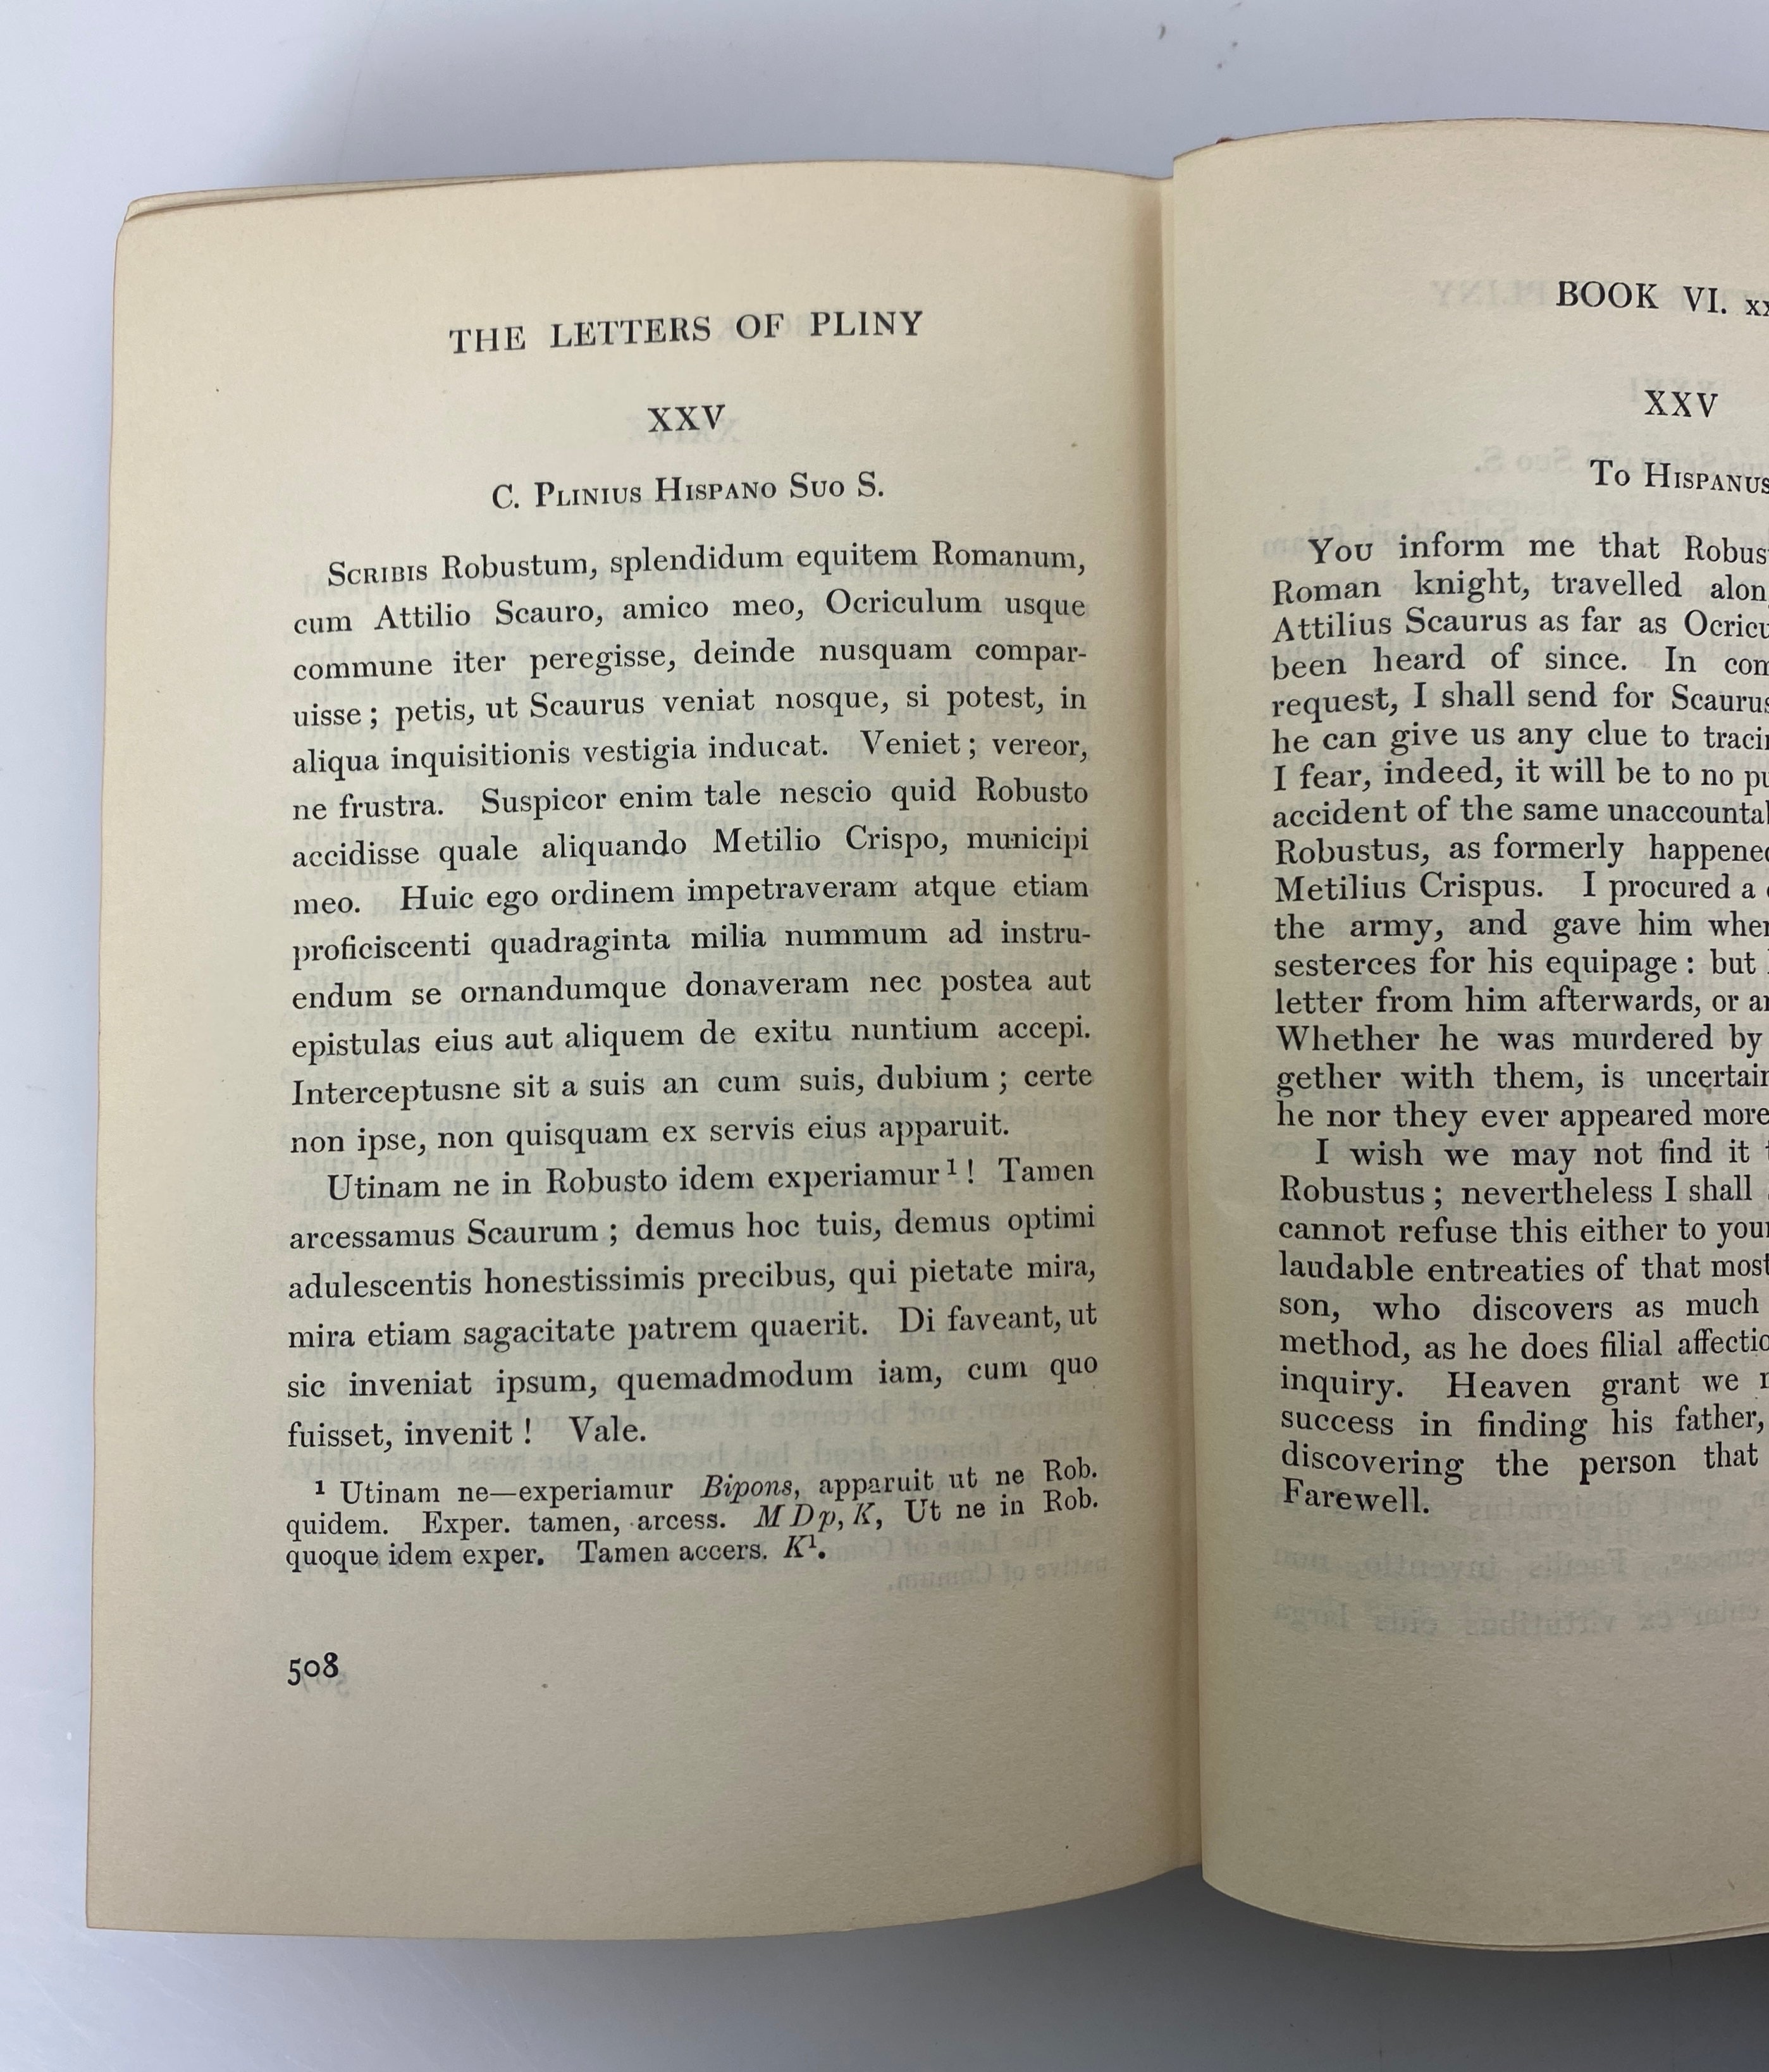 THE LETTERS OF PLINY
XXV
C. Plinius Hispano Suo S.
Scribis Robustum, splendidum equitem Romanum,
cum Attilio Scauro, amico meo, Ocriculum usque
commune iter peregisse, deinde nusquam compar-
uisse; petis, ut Scaurus veniat nosque, si potest, in
aliqua inquisitionis vestigia inducat. Veniet; vereor,
ne frustra. Suspicor enim tale nescio quid Robusto
accidisse quale aliquando Metilio Crispo, municipi
meo. Huic ego ordinem impetraveram atque etiam
proficiscenti quadraginta milia nummum ad instru-
endum se ornandumque donaveram nec postea aut
epistulas eius aut aliquem de exitu nuntium accepi.
Interceptusne sit a suis an cum suis, dubium; certe
non ipse, non quisquam ex servis eius apparuit.
Utinam ne in Robusto idem experiamur¹! Tamen
arcessamus Scaurum; demus hoc tuis, demus optimi
adulescentis honestissimis precibus, qui pietate mira,
mira etiam sagacitate patrem quaerit. Di faveant, ut
sic inveniat ipsum, quemadmodum iam, cum quo
fuisset, invenit! Vale.
¹ Utinam ne—experiamur Bipons, apparuit ut ne Rob.
quidem. Exper. tamen, arcess. M D p, K, Ut ne in Rob.
quoque idem exper. Tamen accers. K¹.
508
BOOK VI.
XXV
To Hispanus
You inform me that
Roman knight, travelled
Attilius Scaurus as far as
been heard of since. In
request, I shall send for Scaurus
he can give us any clue to
I fear, indeed, it will be to no
accident of the same
Robustus, as formerly
Metilius Crispus. I procured a
the army, and gave him
sesterces for his equipage: but
letter from him afterwards, or
Whether he was murdered by
gether with them, is
he nor they ever appeared more
I wish we may not find it
Robustus; nevertheless I shall
cannot refuse this either to
laudable entreaties of that most
son, who discovers as much
method, as he does filial
inquiry. Heaven grant we
success in finding his father,
discovering the person that
Farewell.